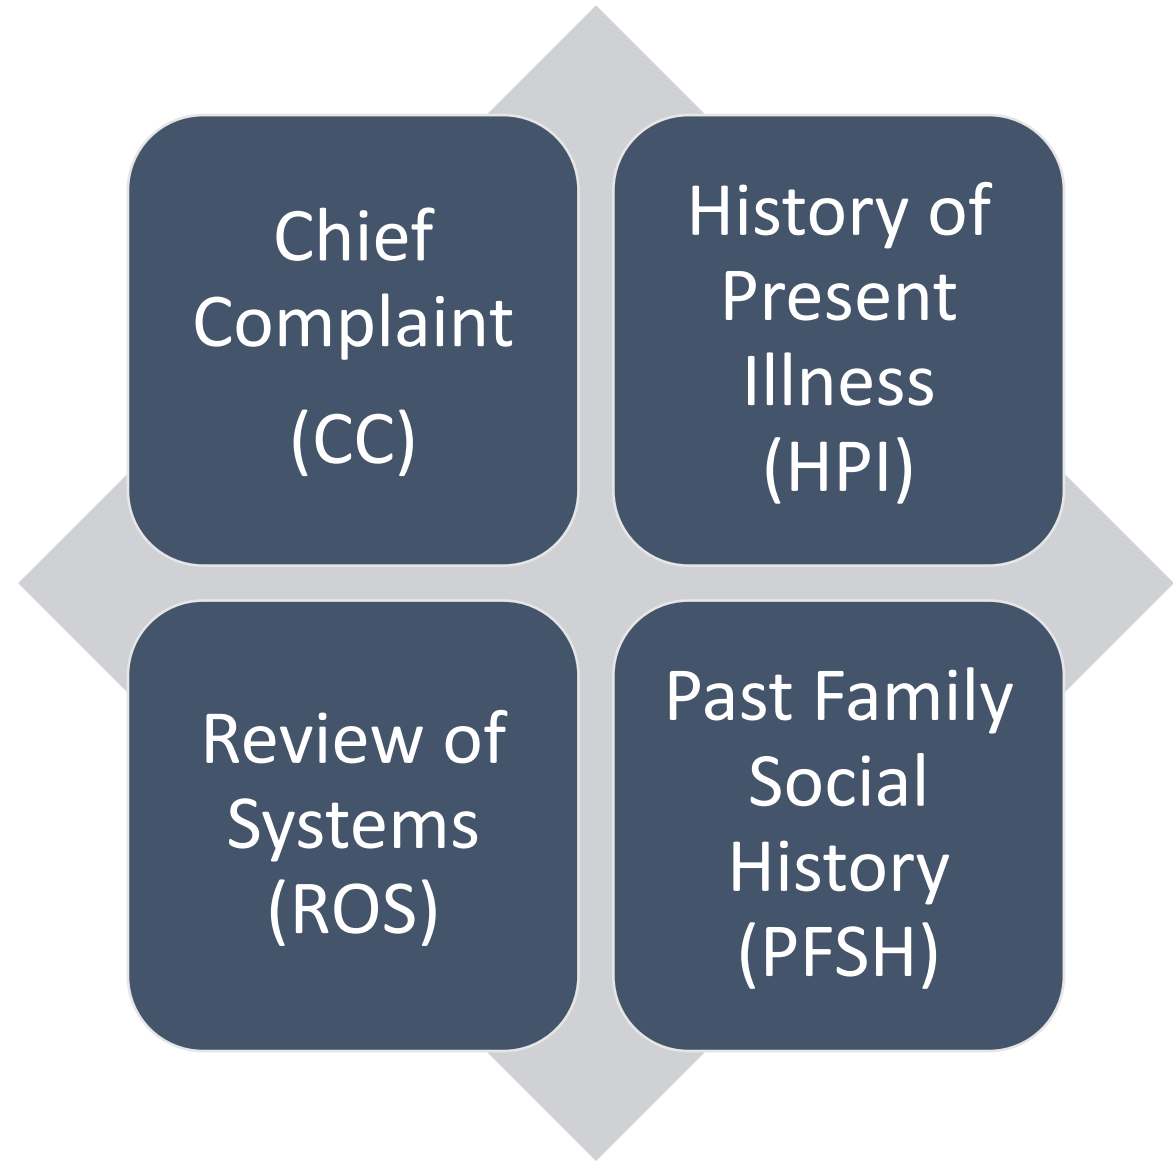 Chief
Complaint
(CC)
History of
Present
Illness
(HPI)
Review of
Systems
(ROS)
Past Family
Social
History
(PFSH)